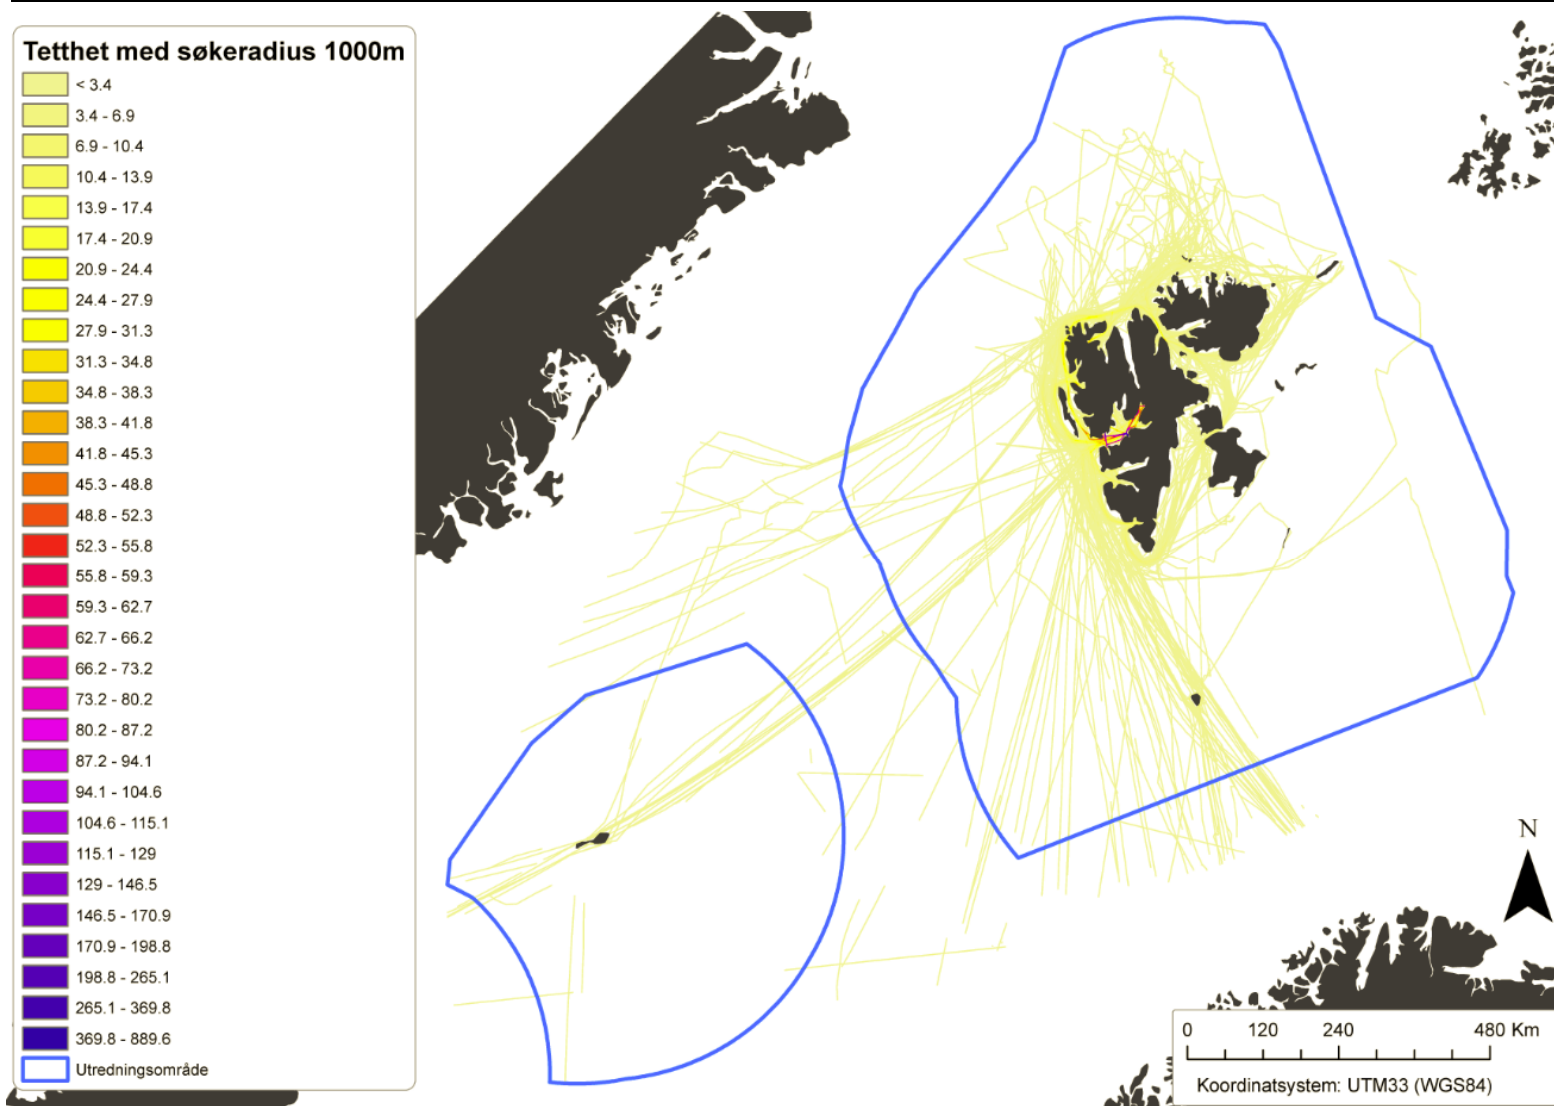 Tetthet med søkeradius 1000m
< 3.4
3.4 - 6.9
6.9 - 10.4
10.4 - 13.9
13.9 - 17.4
17.4 - 20.9
20.9 - 24.4
24.4 - 27.9
27.9 - 31.3
31.3 - 34.8
34.8 - 38.3
38.3 - 41.8
41.8 - 45.3
45.3 - 48.8
48.8 - 52.3
52.3 - 55.8
55.8 - 59.3
59.3 - 62.7
62.7 - 66.2
66.2 - 73.2
73.2 - 80.2
80.2 - 87.2
87.2 - 94.1
94.1 - 104.6
104.6 - 115.1
115.1 - 129
129 - 146.5
146.5 - 170.9
170.9 - 198.8
198.8 - 265.1
265.1 - 369.8
369.8 - 889.6
Utredningsområde
N
0 120 240 480 Km
Koordinatsystem: UTM33 (WGS84)